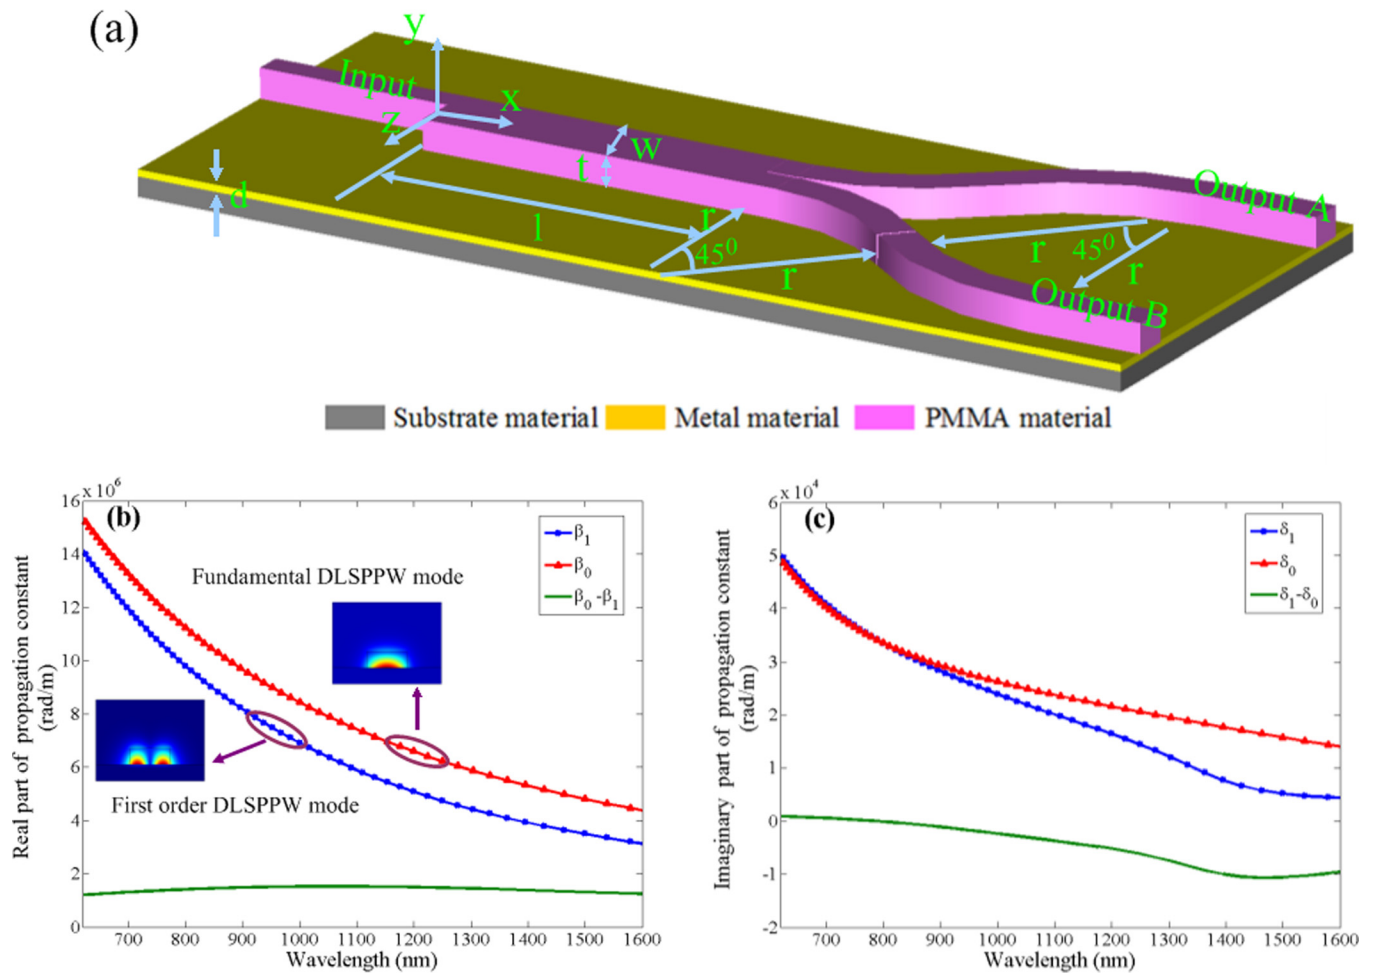 (a)
y
Input
x
z
w
t
d
l
r
45⁰
r
r
45⁰
r
Output A
Output B
Substrate material Metal material PMMA material
x 10⁶
16
14
12
10
8
6
4
2
0
700 800 900 1000 1100 1200 1300 1400 1500 1600
Wavelength (nm)
Real part of propagation constant
(rad/m)
(b)
β₁
β₀
β₀ -β₁
Fundamental DLSPPW mode
First order DLSPPW mode
x 10⁴
6
5
4
3
2
1
0
-1
-2
700 800 900 1000 1100 1200 1300 1400 1500 1600
Wavelength (nm)
Imaginary part of propagation constant
(rad/m)
(c)
δ₁
δ₀
δ₁-δ₀